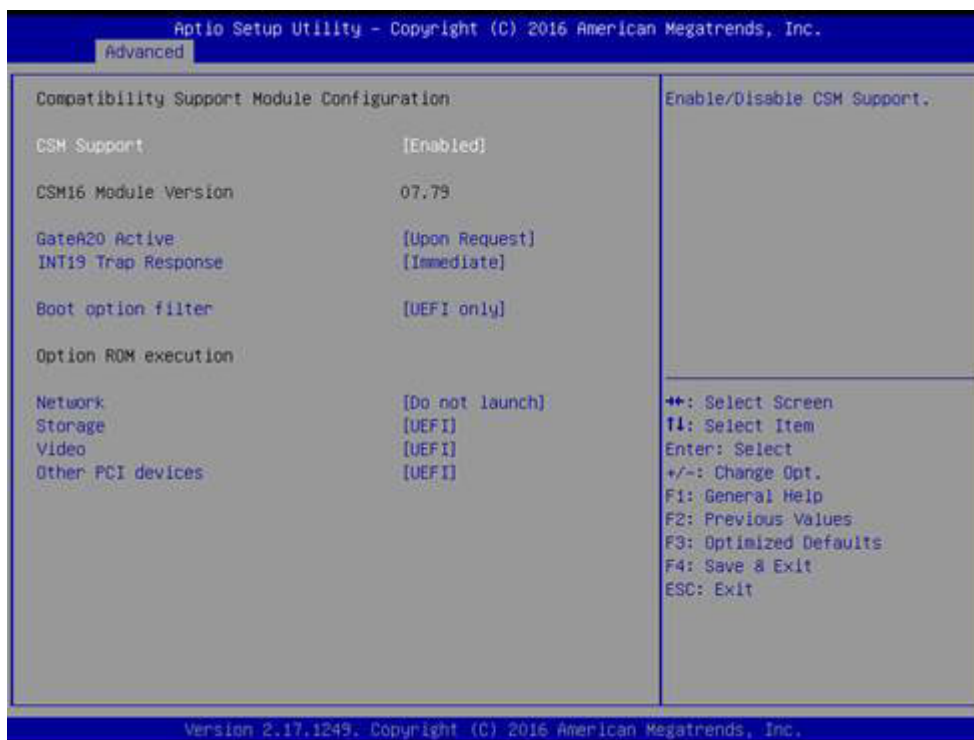 Aptio Setup Utility – Copyright (C) 2016 American Megatrends, Inc.
Advanced
Compatibility Support Module Configuration
CSM Support [Enabled]
CSM16 Module Version 07.79
GateA20 Active [Upon Request]
INT19 Trap Response [Immediate]
Boot option filter [UEFI only]
Option ROM execution
Network [Do not launch]
Storage [UEFI]
Video [UEFI]
Other PCI devices [UEFI]
Enable/Disable CSM Support.
→←: Select Screen
↑↓: Select Item
Enter: Select
+/-: Change Opt.
F1: General Help
F2: Previous Values
F3: Optimized Defaults
F4: Save & Exit
ESC: Exit
Version 2.17.1249. Copyright (C) 2016 American Megatrends, Inc.